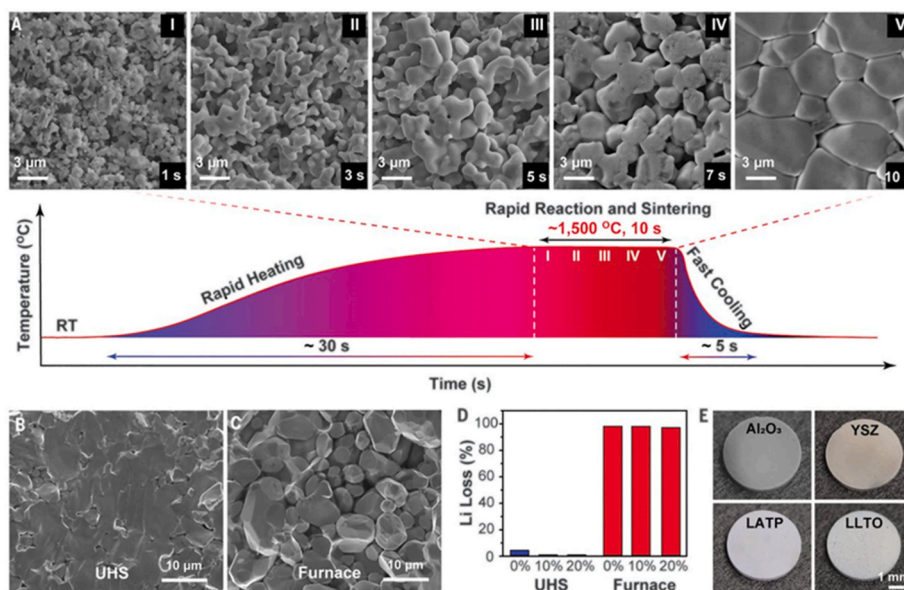 A
I
II
III
IV
V
3 μm
1 s
3 μm
3 s
3 μm
5 s
3 μm
7 s
3 μm
10
Rapid Reaction and Sintering
~1,500 °C, 10 s
I II III IV V
Temperature (°C)
Rapid Heating
Fast Cooling
RT
~ 30 s
~ 5 s
Time (s)
B
UHS
10 μm
C
Furnace
10 μm
D
Li Loss (%)
100
80
60
40
20
0
0% 10% 20% 0% 10% 20%
UHS Furnace
E
Al₂O₃
YSZ
LATP
LLTO
1 mm